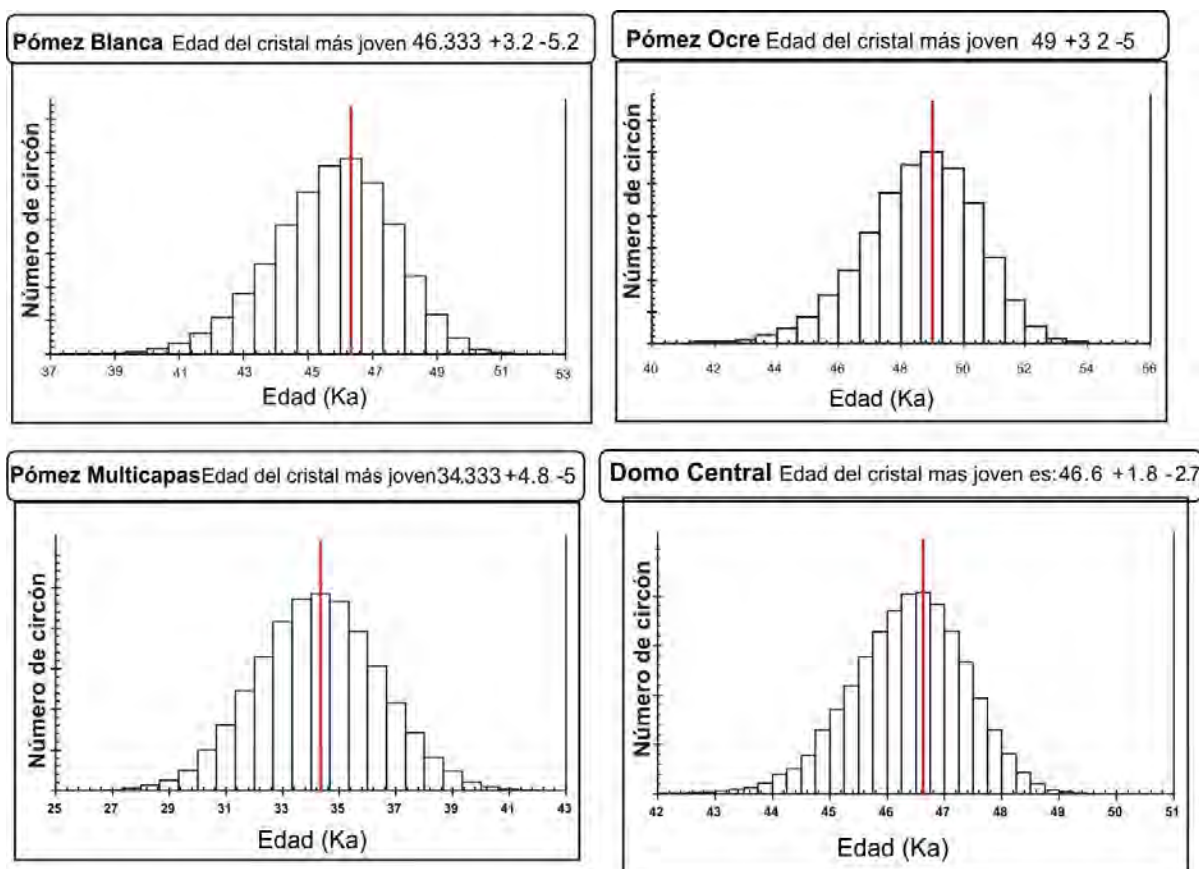 Pómez Blanca Edad del cristal más joven 46.333 +3.2 -5.2
Número de circón
37 39 41 43 45 47 49 51 53
Edad (Ka)
Pómez Ocre Edad del cristal más joven 49 +3 2 -5
Número de circón
40 42 44 46 48 50 52 54 56
Edad (Ka)
Pómez Multicapas Edad del cristal más joven 34.333 +4.8 -5
Número de circón
25 27 29 31 33 35 37 39 41 43
Edad (Ka)
Domo Central Edad del cristal mas joven es:46.6 +1.8 -2.7
Número de circón
42 43 44 45 46 47 48 49 50 51
Edad (Ka)